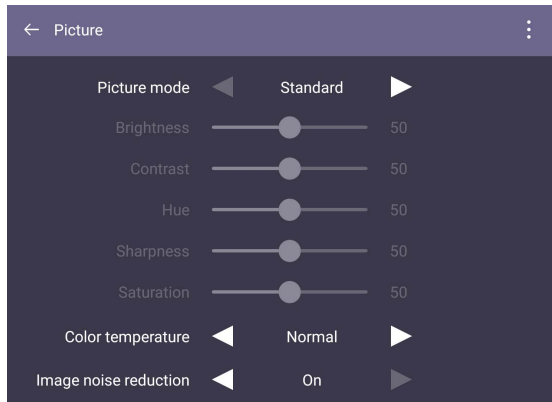 Picture
Picture mode Standard
Brightness 50
Contrast 50
Hue 50
Sharpness 50
Saturation 50
Color temperature Normal
Image noise reduction On